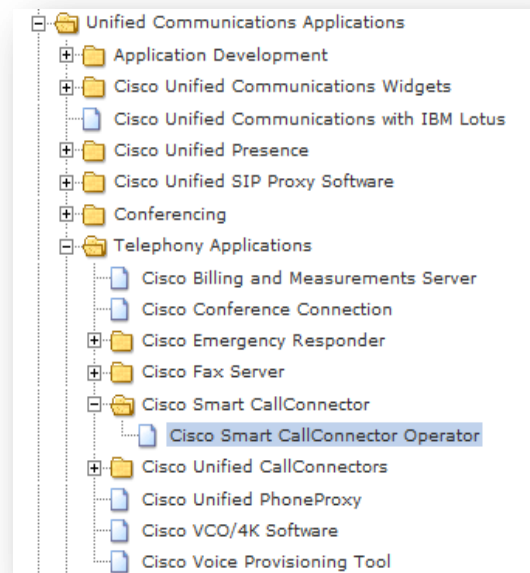 Unified Communications Applications
Application Development
Cisco Unified Communications Widgets
Cisco Unified Communications with IBM Lotus
Cisco Unified Presence
Cisco Unified SIP Proxy Software
Conferencing
Telephony Applications
Cisco Billing and Measurements Server
Cisco Conference Connection
Cisco Emergency Responder
Cisco Fax Server
Cisco Smart CallConnector
Cisco Smart CallConnector Operator
Cisco Unified CallConnectors
Cisco Unified PhoneProxy
Cisco VCO/4K Software
Cisco Voice Provisioning Tool